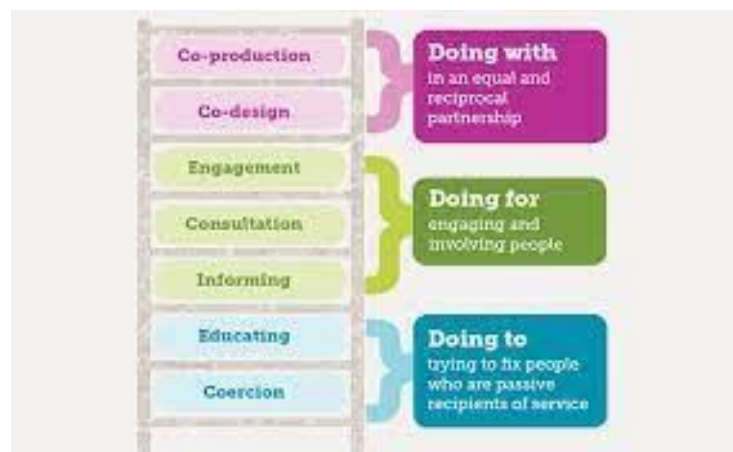 Co-production
Co-design
Engagement
Consultation
Informing
Educating
Coercion
Doing with
in an equal and
reciprocal
partnership
Doing for
engaging and
involving people
Doing to
trying to fix people
who are passive
recipients of service